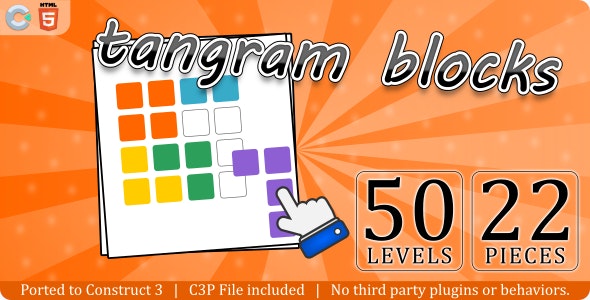 HTML
5
tangram blocks
50 22
LEVELS PIECES
Ported to Construct 3 | C3P File included | No third party plugins or behaviors.